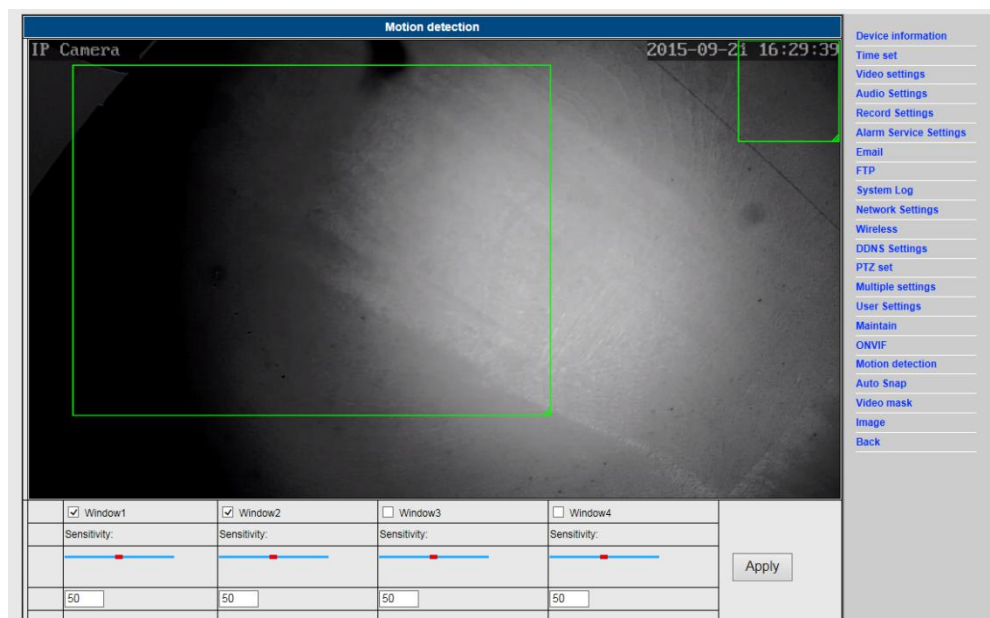 Motion detection
IP Camera
2015-09-21 16:29:39
Device information
Time set
Video settings
Audio Settings
Record Settings
Alarm Service Settings
Email
FTP
System Log
Network Settings
Wireless
DDNS Settings
PTZ set
Multiple settings
User Settings
Maintain
ONVIF
Motion detection
Auto Snap
Video mask
Image
Back
Window1 Window2 Window3 Window4
Sensitivity: Sensitivity: Sensitivity: Sensitivity:
Apply
50 50 50 50